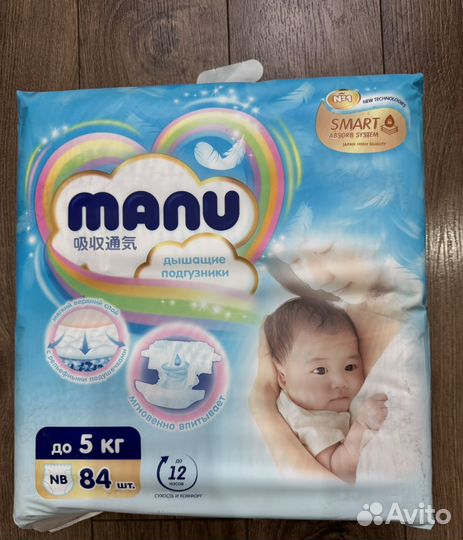 №1 NEW TECHNOLOGIES
SMART
ABSORB SYSTEM
JAPAN HIGH QUALITY
manu
吸収通気
дышащие
подгузники
мягкий верхний слой
с рельефными подушечками
мгновенно впитывает
до 5 кг
NB 84 шт.
до
12
часов
СУХОСТЬ И КОМФОРТ
Avito